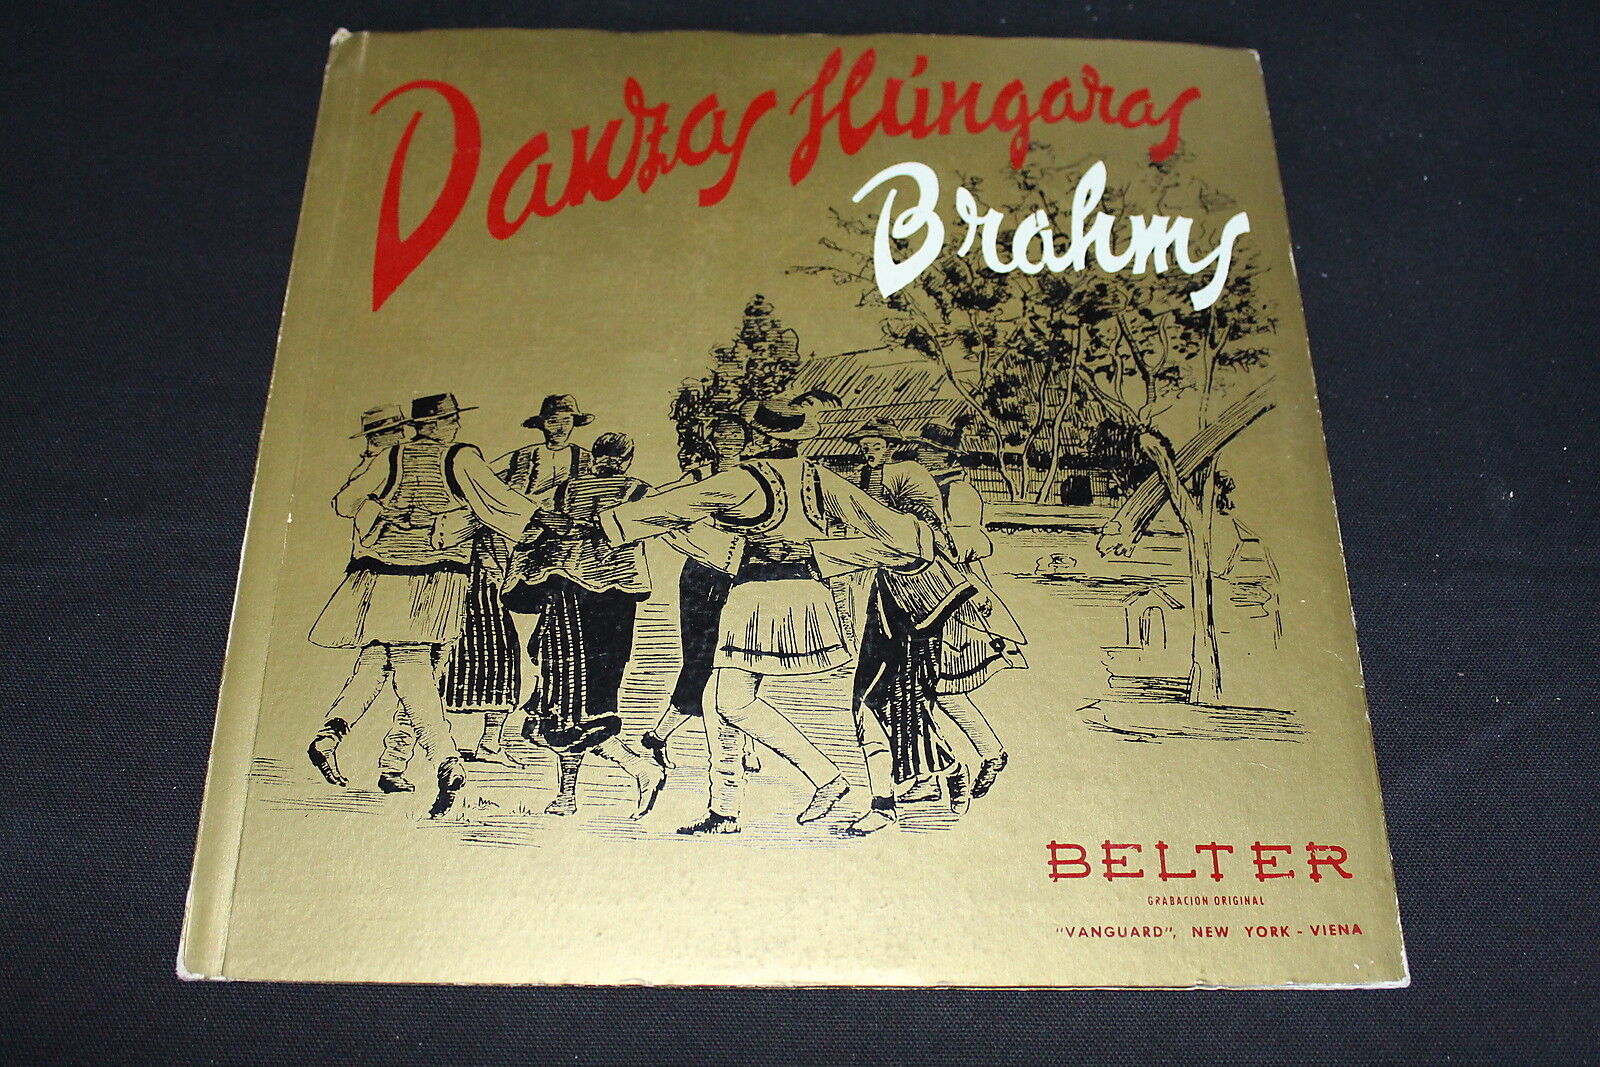 Danzas Húngaras
Brahms
BELTER
GRABACION ORIGINAL
"VANGUARD", NEW YORK - VIENA